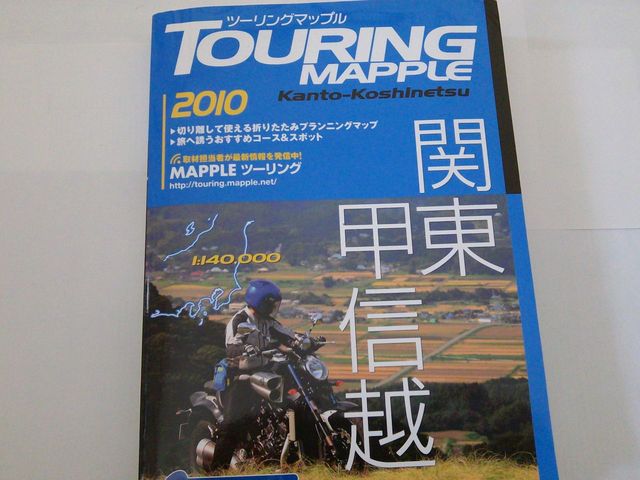 ツーリングマップル
TOURING
MAPPLE
Kanto-Koshinetsu
2010
▶切り離して使える折りたたみプランニングマップ
▶旅へ誘うおすすめコース&スポット
取材担当者が最新情報を発信中!
MAPPLE ツーリング
http://touring.mapple.net/
関東
甲信越
1:140,000